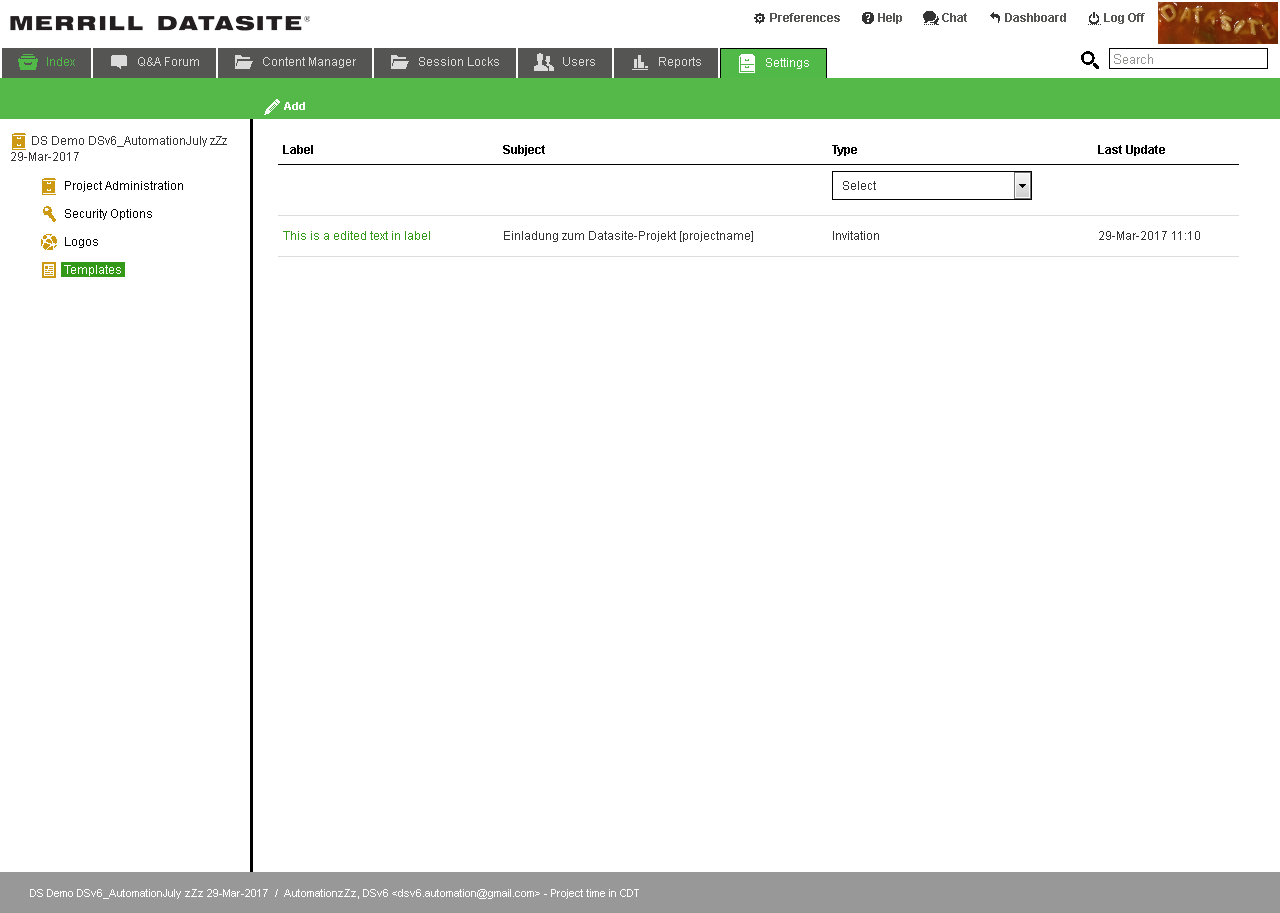 MERRILL DATASITE®
Preferences Help Chat Dashboard Log Off
DATASITE
Index Q&A Forum Content Manager Session Locks Users Reports Settings
Search
Add
DS Demo DSv6_AutomationJuly zZz
29-Mar-2017
Project Administration
Security Options
Logos
Templates
Label Subject Type Last Update
Select
This is a edited text in label Einladung zum Datasite-Projekt [projectname] Invitation 29-Mar-2017 11:10
DS Demo DSv6_AutomationJuly zZz 29-Mar-2017 / AutomationzZz, DSv6 <dsv6.automation@gmail.com> - Project time in CDT